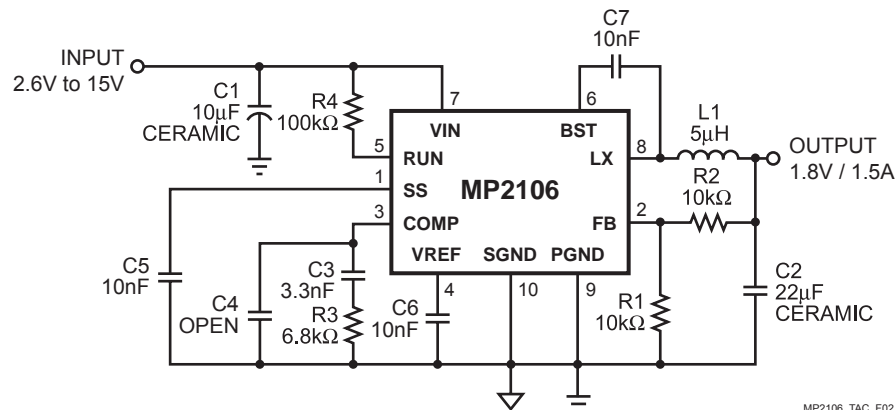 C7
10nF
INPUT
2.6V to 15V
C1
10µF
CERAMIC
R4
100kΩ
7
6
VIN
BST
L1
5µH
5
RUN
LX
8
OUTPUT
1.8V / 1.5A
1
SS
MP2106
R2
10kΩ
3
COMP
FB
2
VREF
SGND
PGND
C5
10nF
C4
OPEN
C3
3.3nF
R3
6.8kΩ
4
C6
10nF
10
9
R1
10kΩ
C2
22µF
CERAMIC
MP2106_TAC_F02